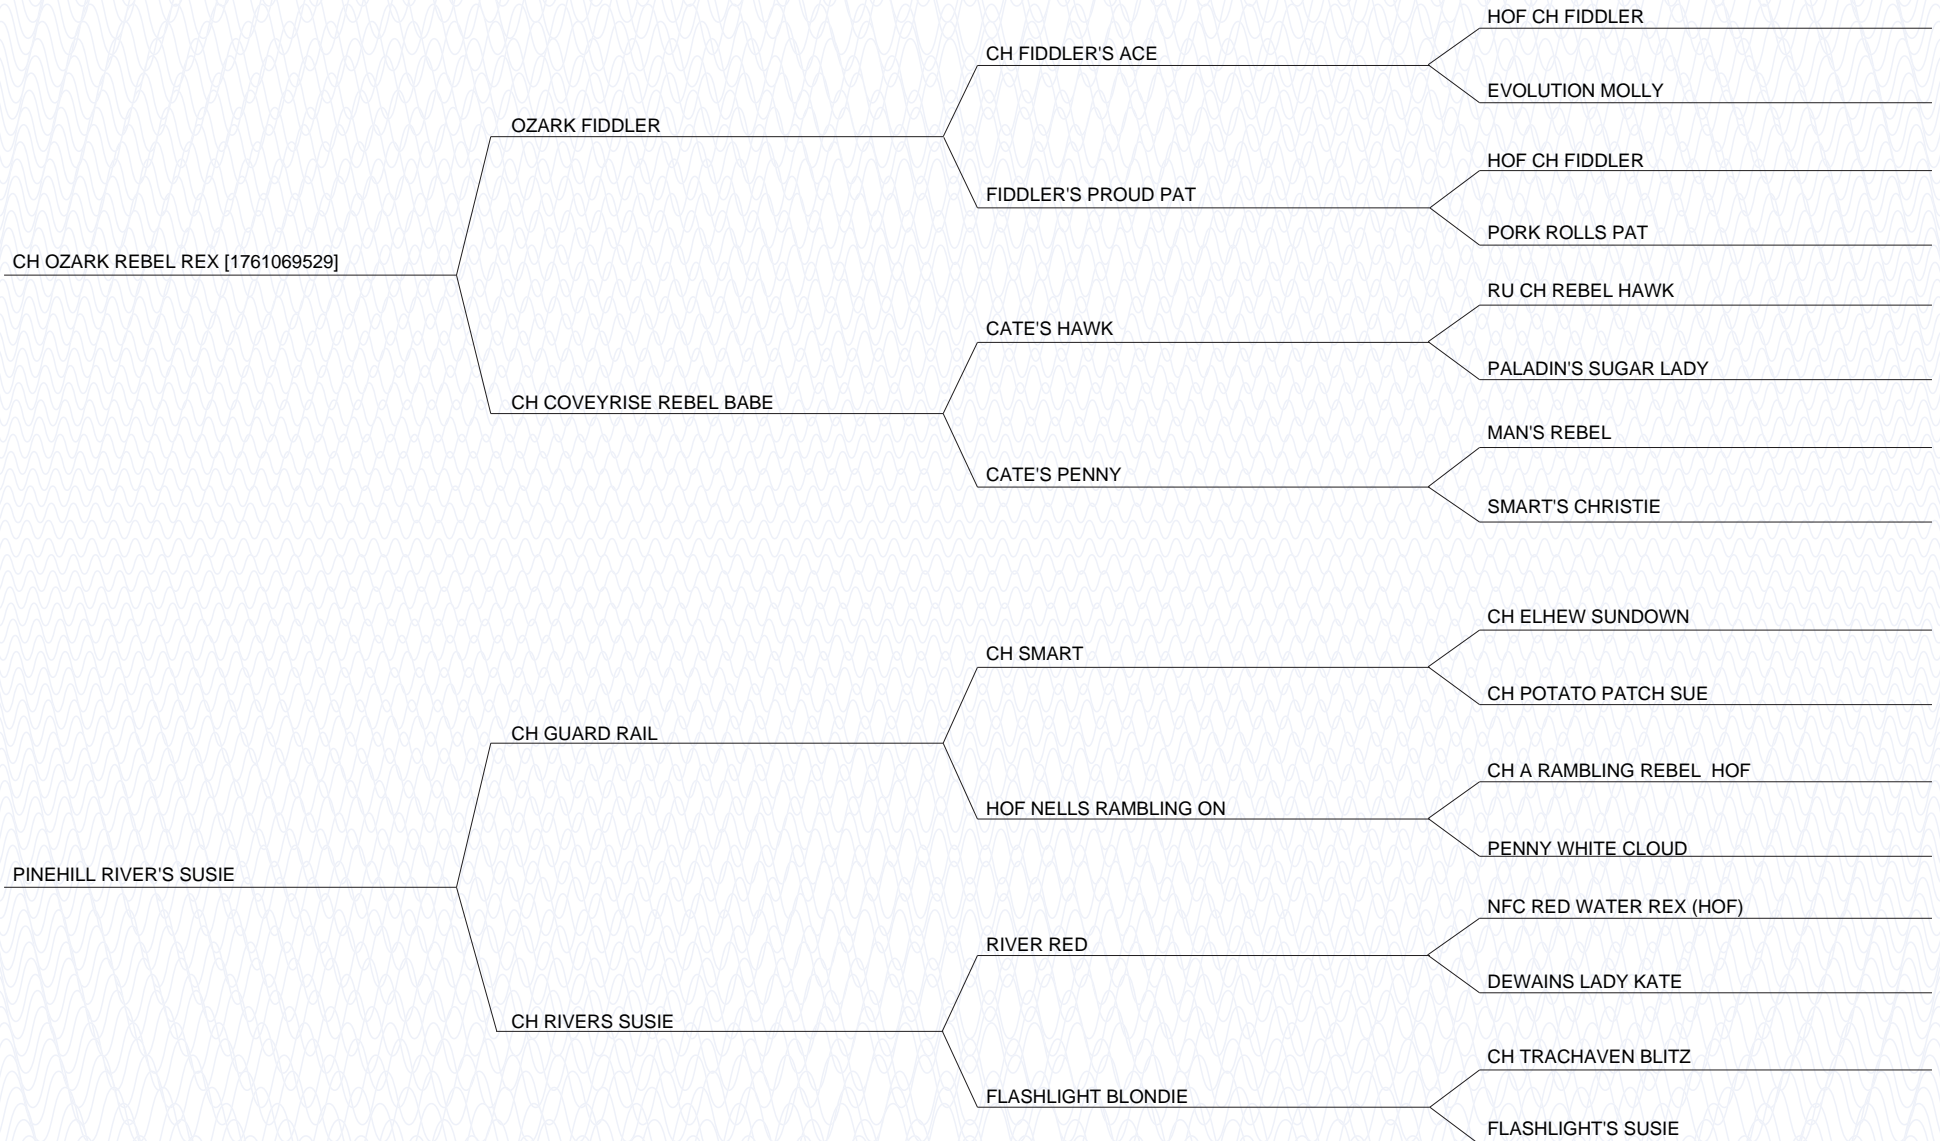 HOF CH FIDDLER
CH FIDDLER'S ACE
EVOLUTION MOLLY
OZARK FIDDLER
HOF CH FIDDLER
FIDDLER'S PROUD PAT
PORK ROLLS PAT
CH OZARK REBEL REX [1761069529]
RU CH REBEL HAWK
CATE'S HAWK
PALADIN'S SUGAR LADY
CH COVEYRISE REBEL BABE
MAN'S REBEL
CATE'S PENNY
SMART'S CHRISTIE
CH ELHEW SUNDOWN
CH SMART
CH POTATO PATCH SUE
CH GUARD RAIL
CH A RAMBLING REBEL  HOF
HOF NELLS RAMBLING ON
PENNY WHITE CLOUD
PINEHILL RIVER'S SUSIE
NFC RED WATER REX (HOF)
RIVER RED
DEWAINS LADY KATE
CH RIVERS SUSIE
CH TRACHAVEN BLITZ
FLASHLIGHT BLONDIE
FLASHLIGHT'S SUSIE